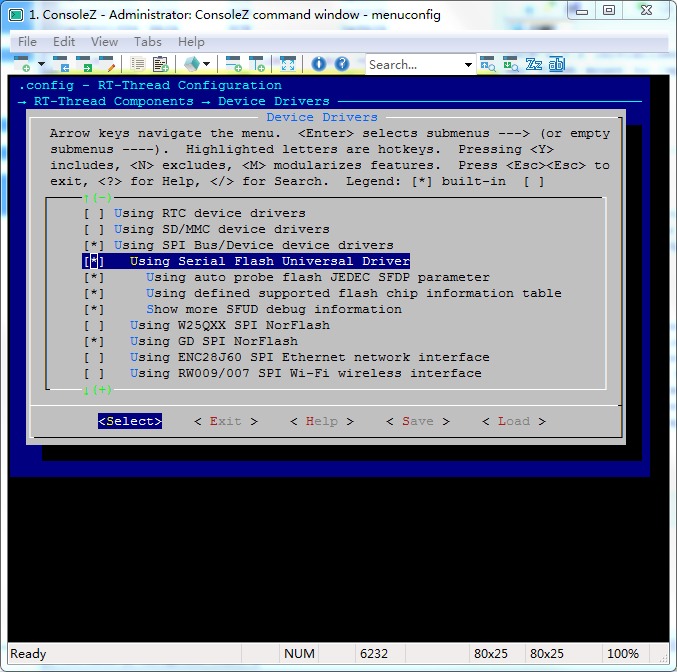 1. ConsoleZ - Administrator: ConsoleZ command window - menuconfig
File Edit View Tabs Help
Search...
.config - RT-Thread Configuration
→ RT-Thread Components → Device Drivers
Device Drivers
Arrow keys navigate the menu.  <Enter> selects submenus ---> (or empty
submenus ----).  Highlighted letters are hotkeys.  Pressing <Y>
includes, <N> excludes, <M> modularizes features.  Press <Esc><Esc> to
exit, <?> for Help, </> for Search.  Legend: [*] built-in  [ ]
↑(-)
[ ] Using RTC device drivers
[ ] Using SD/MMC device drivers
[*] Using SPI Bus/Device device drivers
[*]   Using Serial Flash Universal Driver
[*]     Using auto probe flash JEDEC SFDP parameter
[*]     Using defined supported flash chip information table
[*]     Show more SFUD debug information
[ ]   Using W25QXX SPI NorFlash
[*]   Using GD SPI NorFlash
[ ]   Using ENC28J60 SPI Ethernet network interface
[ ]   Using RW009/007 SPI Wi-Fi wireless interface
↓(+)
<Select>    < Exit >    < Help >    < Save >    < Load >
Ready NUM 6232 80x25 80x25 100%